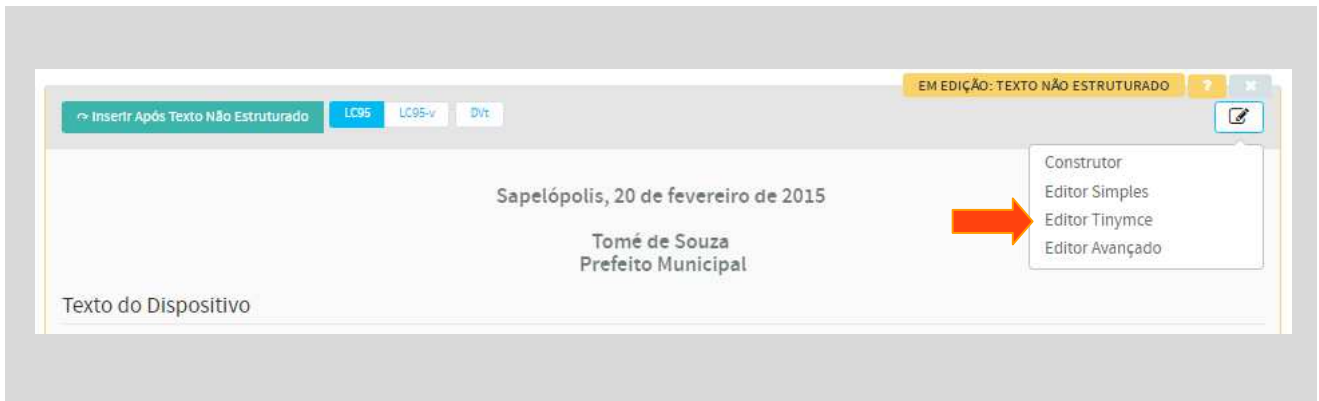 EM EDIÇÃO: TEXTO NÃO ESTRUTURADO ?
Inserir Após Texto Não Estruturado LC95 LC95-v DVt
Construtor
Editor Simples
Editor Tinymce
Editor Avançado
Sapelópolis, 20 de fevereiro de 2015
Tomé de Souza
Prefeito Municipal
Texto do Dispositivo